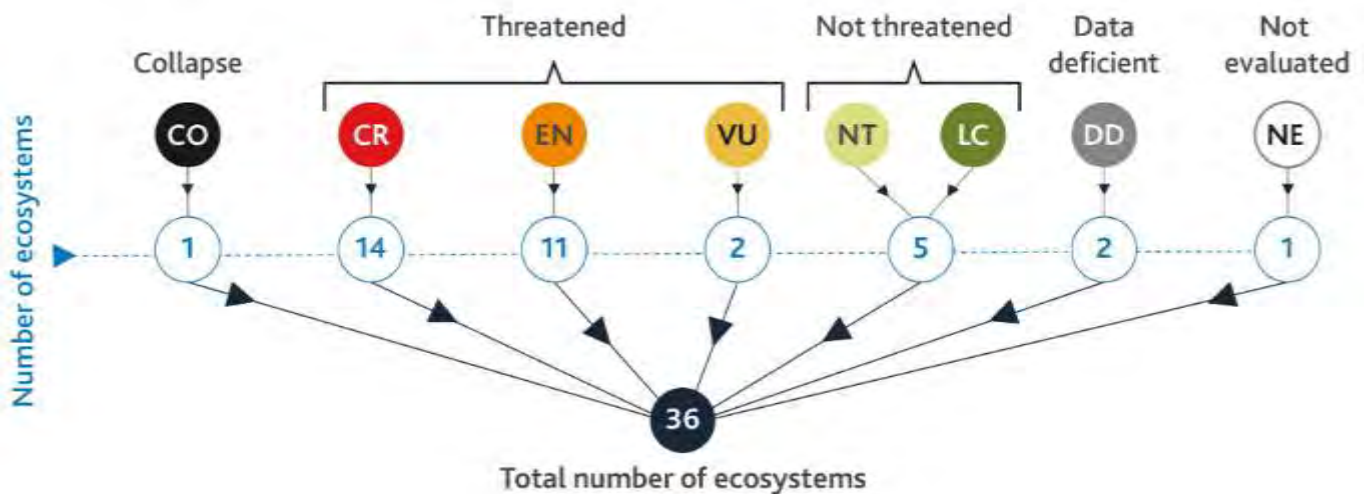 Threatened
Not threatened
Data
deficient
Not
evaluated
Collapse
CO
CR
EN
VU
NT
LC
DD
NE
Number of ecosystems
1
14
11
2
5
2
1
36
Total number of ecosystems